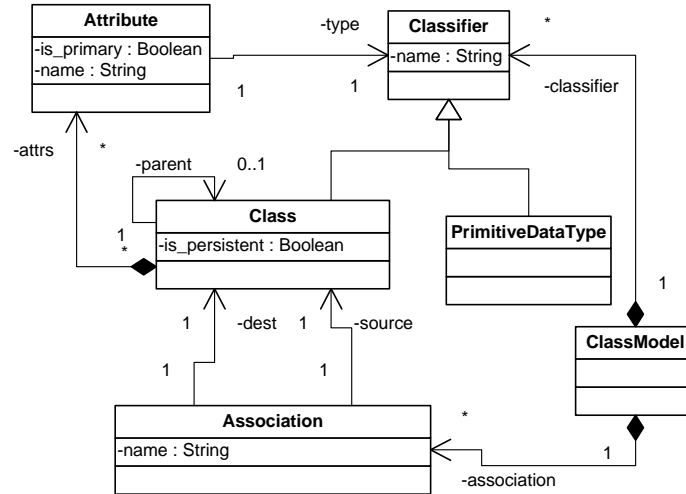 Attribute
-is_primary : Boolean
-name : String
-type
1
1
Classifier
-name : String
*
-classifier
-attrs
*
-parent
0..1
1
*
Class
-is_persistent : Boolean
PrimitiveDataType
1
-dest
1
-source
1
1
1
ClassModel
Association
-name : String
*
1
-association